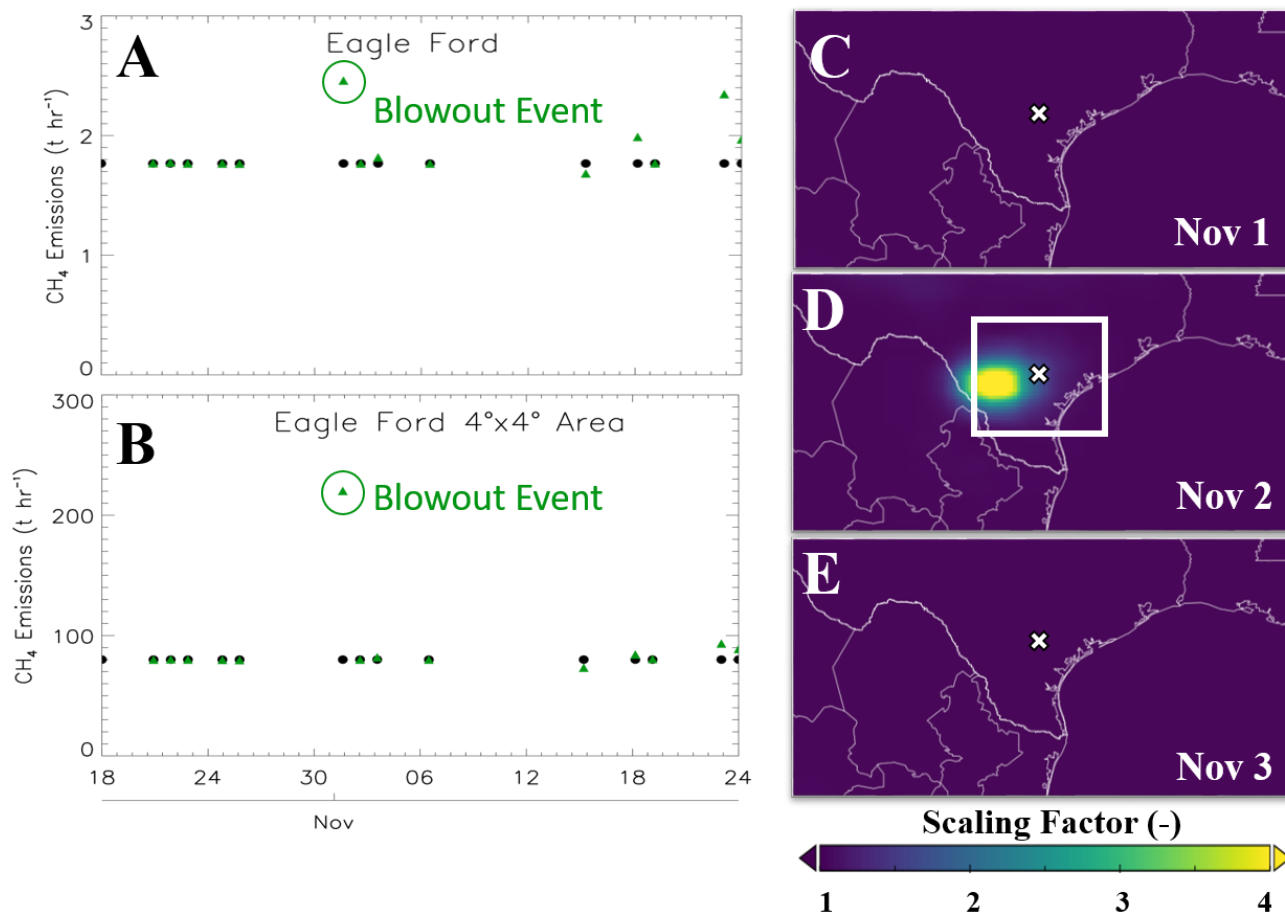 A
Eagle Ford
Blowout Event
CH₄ Emissions (t hr⁻¹)
3
2
1
0
B
Eagle Ford 4°x4° Area
Blowout Event
CH₄ Emissions (t hr⁻¹)
300
200
100
0
18 24 30 06 12 18 24
Nov
C
Nov 1
D
Nov 2
E
Nov 3
Scaling Factor (-)
1 2 3 4